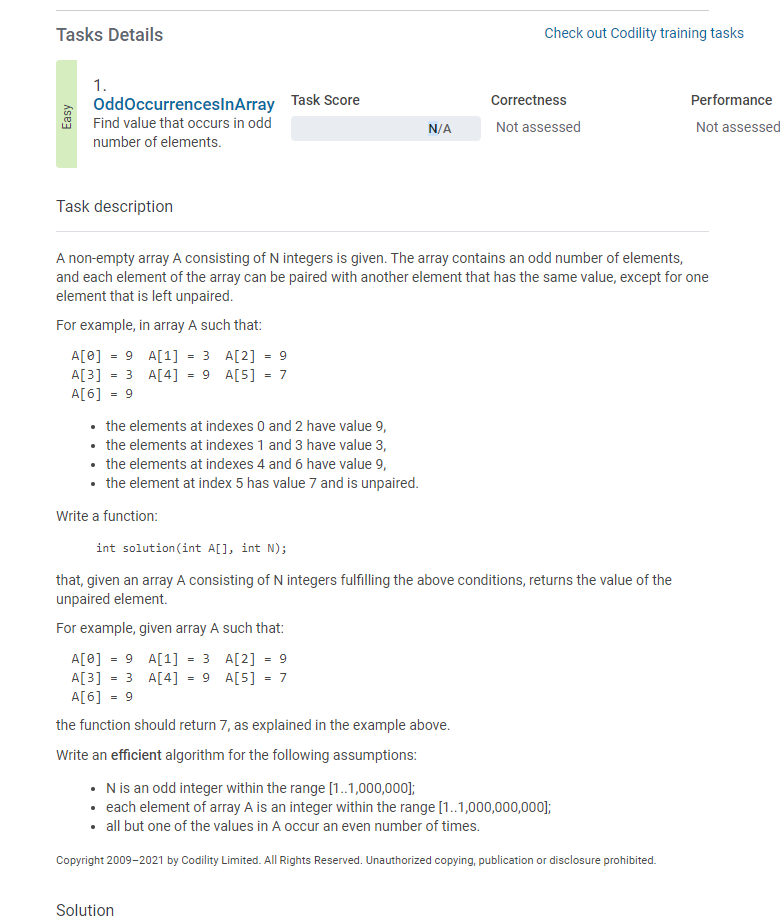 Tasks Details
Check out Codility training tasks
Easy
1.
OddOccurrencesInArray
Find value that occurs in odd
number of elements.
Task Score
N/A
Correctness
Not assessed
Performance
Not assessed
Task description
A non-empty array A consisting of N integers is given. The array contains an odd number of elements,
and each element of the array can be paired with another element that has the same value, except for one
element that is left unpaired.
For example, in array A such that:
A[0] = 9  A[1] = 3  A[2] = 9
A[3] = 3  A[4] = 9  A[5] = 7
A[6] = 9
• the elements at indexes 0 and 2 have value 9,
• the elements at indexes 1 and 3 have value 3,
• the elements at indexes 4 and 6 have value 9,
• the element at index 5 has value 7 and is unpaired.
Write a function:
int solution(int A[], int N);
that, given an array A consisting of N integers fulfilling the above conditions, returns the value of the
unpaired element.
For example, given array A such that:
A[0] = 9  A[1] = 3  A[2] = 9
A[3] = 3  A[4] = 9  A[5] = 7
A[6] = 9
the function should return 7, as explained in the example above.
Write an efficient algorithm for the following assumptions:
• N is an odd integer within the range [1..1,000,000];
• each element of array A is an integer within the range [1..1,000,000,000];
• all but one of the values in A occur an even number of times.
Copyright 2009–2021 by Codility Limited. All Rights Reserved. Unauthorized copying, publication or disclosure prohibited.
Solution